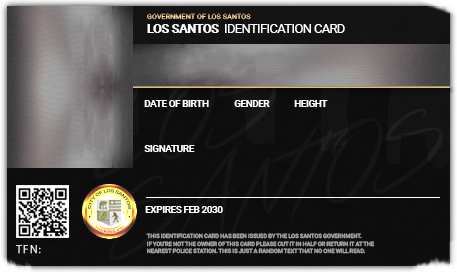 GOVERNMENT OF LOS SANTOS
LOS SANTOS IDENTIFICATION CARD
DATE OF BIRTH GENDER HEIGHT
SIGNATURE
CITY OF LOS SANTOS
EXPIRES FEB 2030
THIS IDENTIFICATION CARD HAS BEEN ISSUED BY THE LOS SANTOS GOVERNMENT.
IF YOU'RE NOT THE OWNER OF THIS CARD PLEASE CUT IT IN HALF OR RETURN IT AT THE
NEAREST POLICE STATION. THIS IS JUST A RANDOM TEXT THAT NO ONE WILL READ.
TFN: